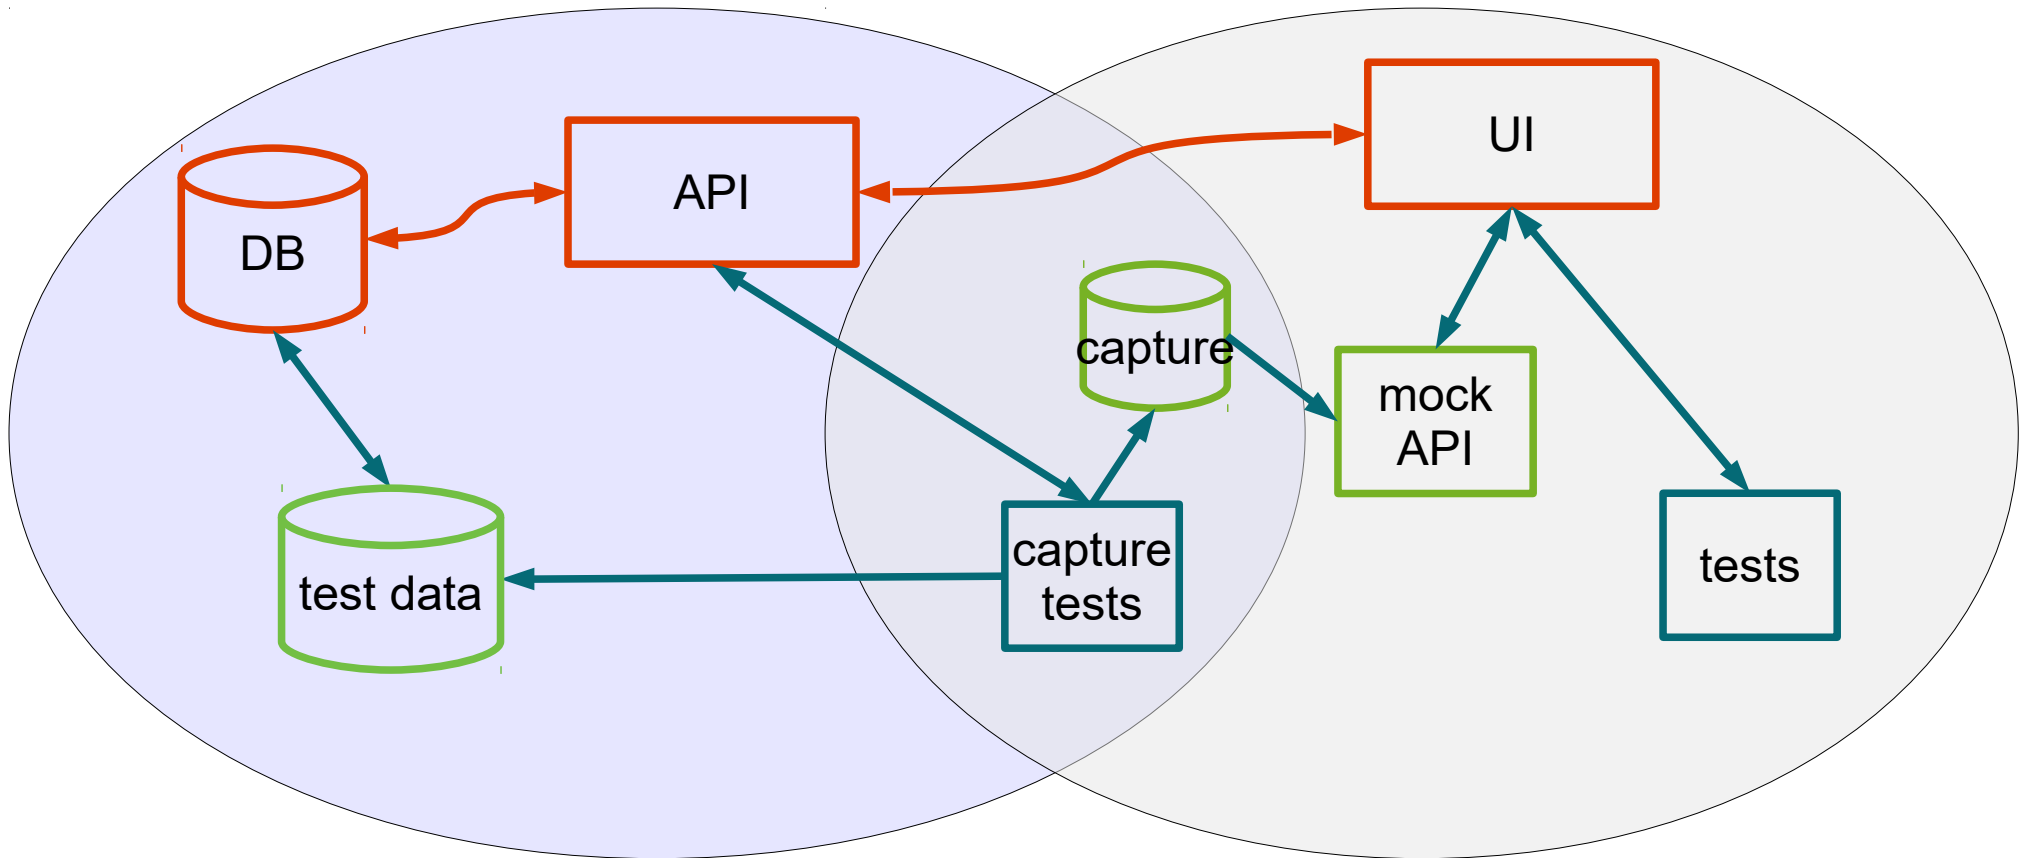 UI
API
DB
capture
mock
API
capture
tests
tests
test data